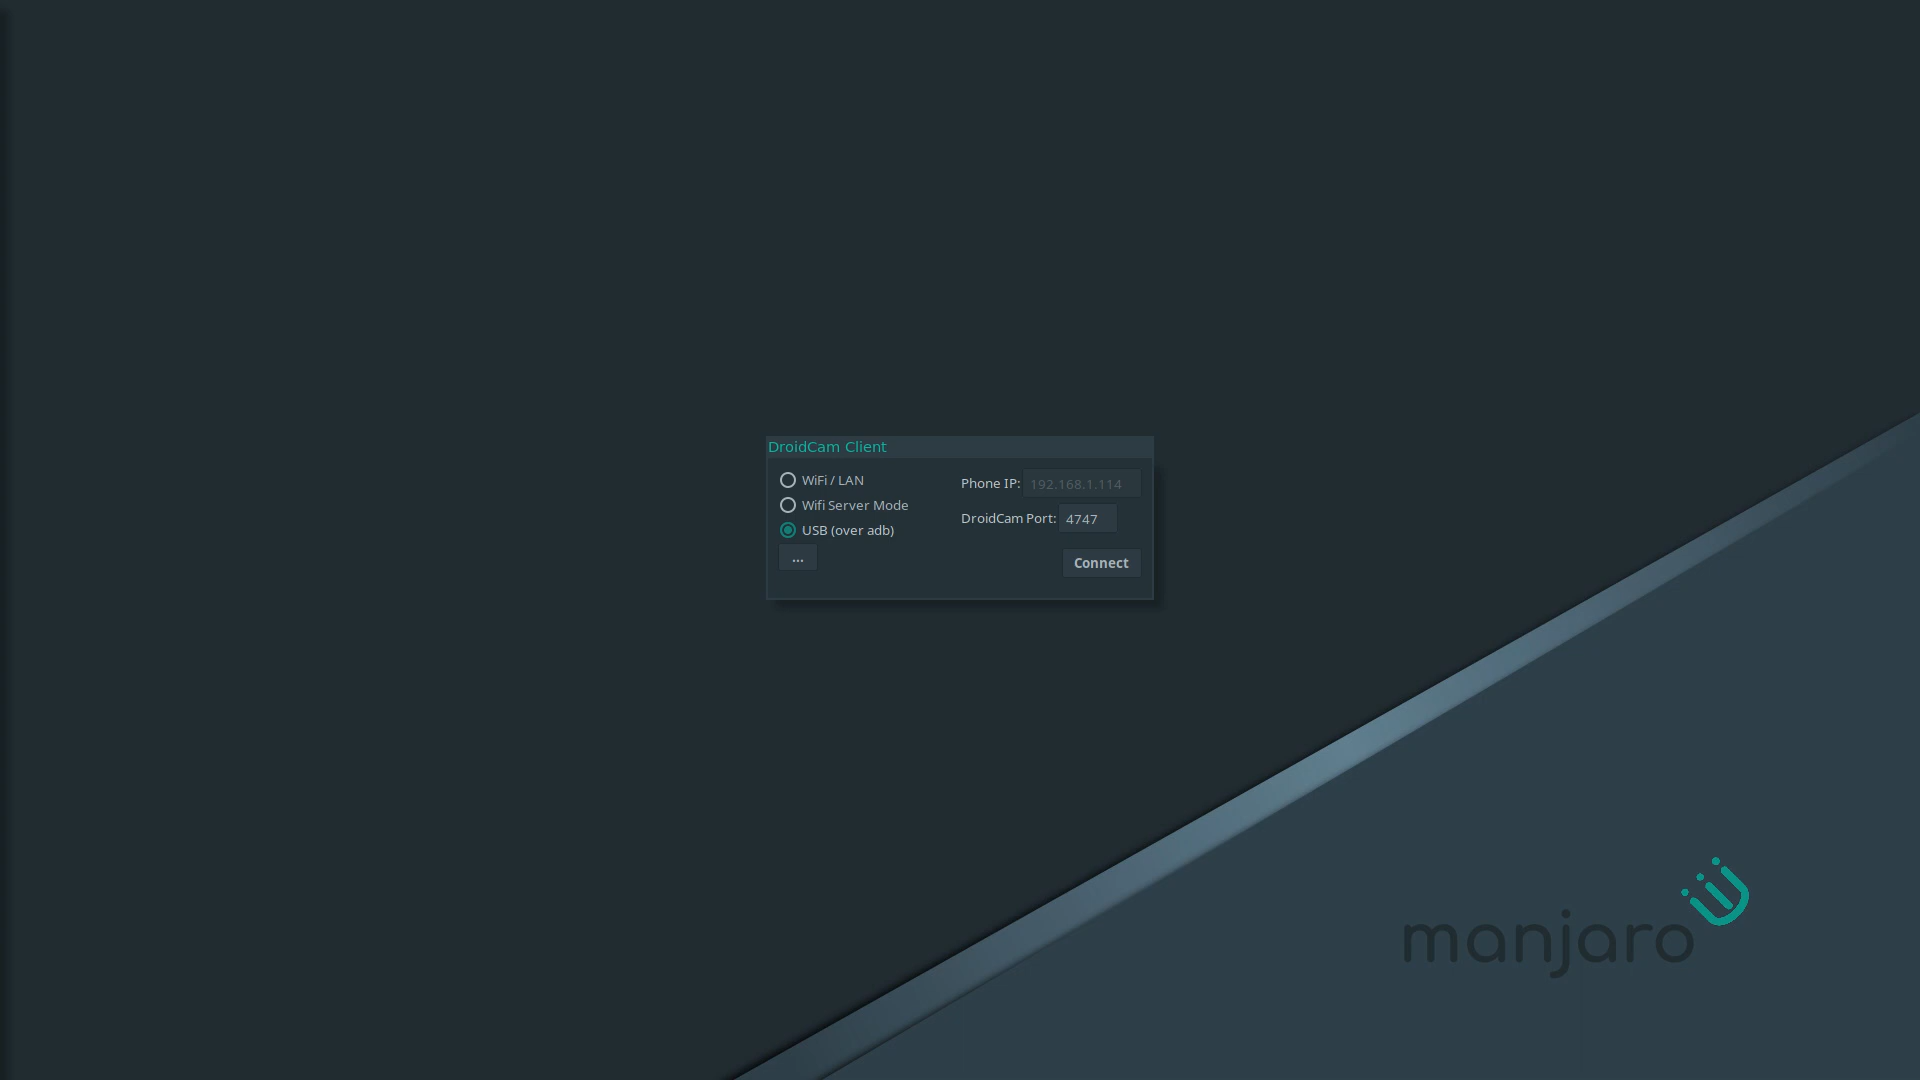 DroidCam Client
WiFi / LAN
Phone IP: 192.168.1.114
Wifi Server Mode
DroidCam Port: 4747
USB (over adb)
...
Connect
manjaro